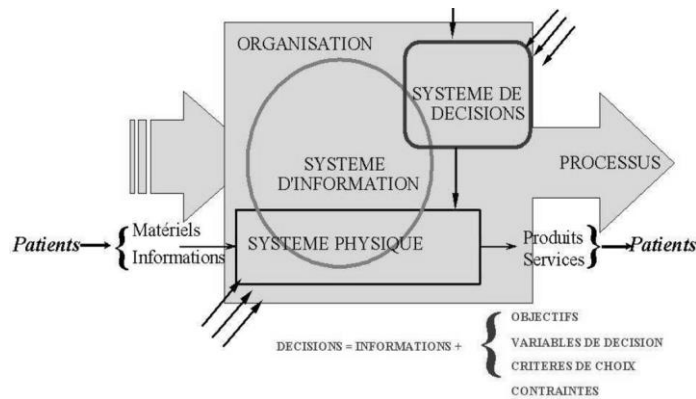 ORGANISATION
SYSTEME DE
DECISIONS
SYSTEME
D'INFORMATION
PROCESSUS
Patients
Matériels
Informations
SYSTEME PHYSIQUE
Produits
Services
Patients
DECISIONS = INFORMATIONS +
OBJECTIFS
VARIABLES DE DECISION
CRITERES DE CHOIX
CONTRAINTES